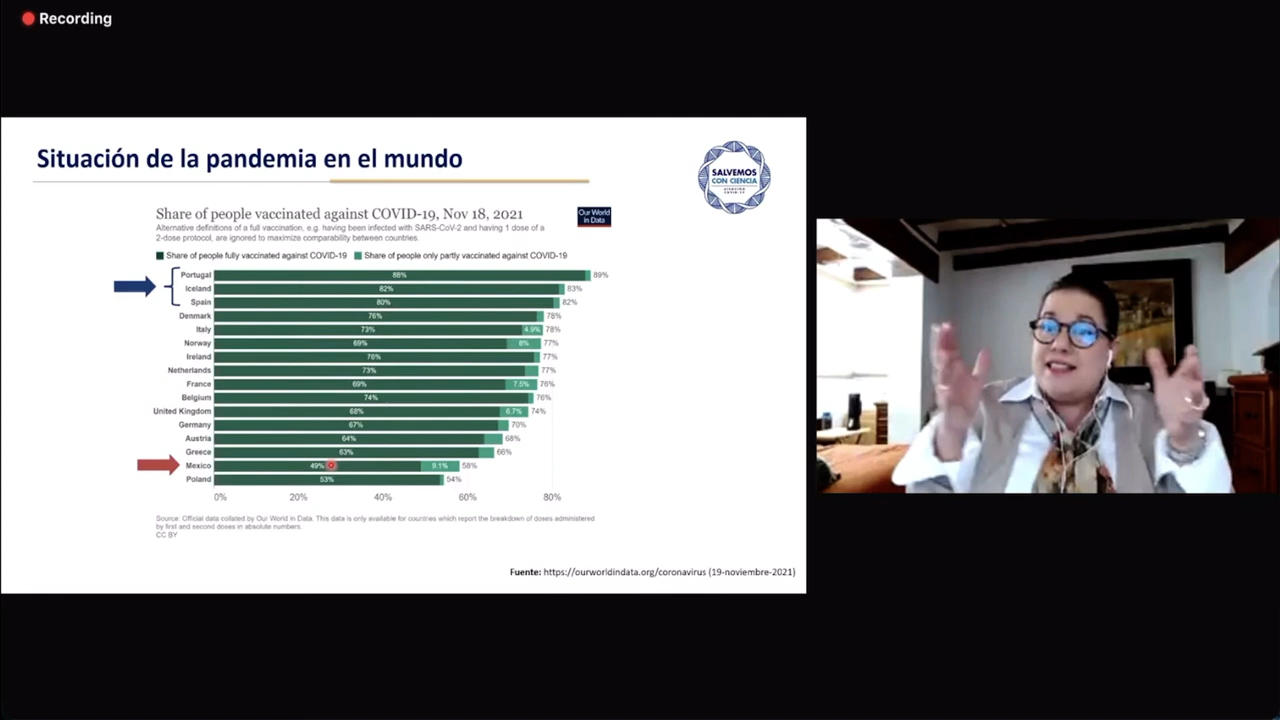 Recording
Situación de la pandemia en el mundo
SALVEMOS
CON CIENCIA
Share of people vaccinated against COVID-19, Nov 18, 2021
Our World
in Data
Alternative definitions of a full vaccination, e.g. having been infected with SARS-CoV-2 and having 1 dose of a
2-dose protocol, are ignored to maximize comparability between countries.
Share of people fully vaccinated against COVID-19 Share of people only partly vaccinated against COVID-19
Portugal 88% 89%
Iceland 82% 83%
Spain 80% 82%
Denmark 76% 78%
Italy 73% 4.9% 78%
Norway 69% 8% 77%
Ireland 76% 77%
Netherlands 73% 77%
France 69% 7.5% 76%
Belgium 74% 76%
United Kingdom 68% 6.7% 74%
Germany 67% 70%
Austria 64% 68%
Greece 63% 66%
Mexico 49% 9.1% 58%
Poland 53% 54%
0% 20% 40% 60% 80%
Source: Official data collated by Our World in Data. This data is only available for countries which report the breakdown of doses administered
by first and second doses in absolute numbers.
CC BY
Fuente: https://ourworldindata.org/coronavirus (19-noviembre-2021)